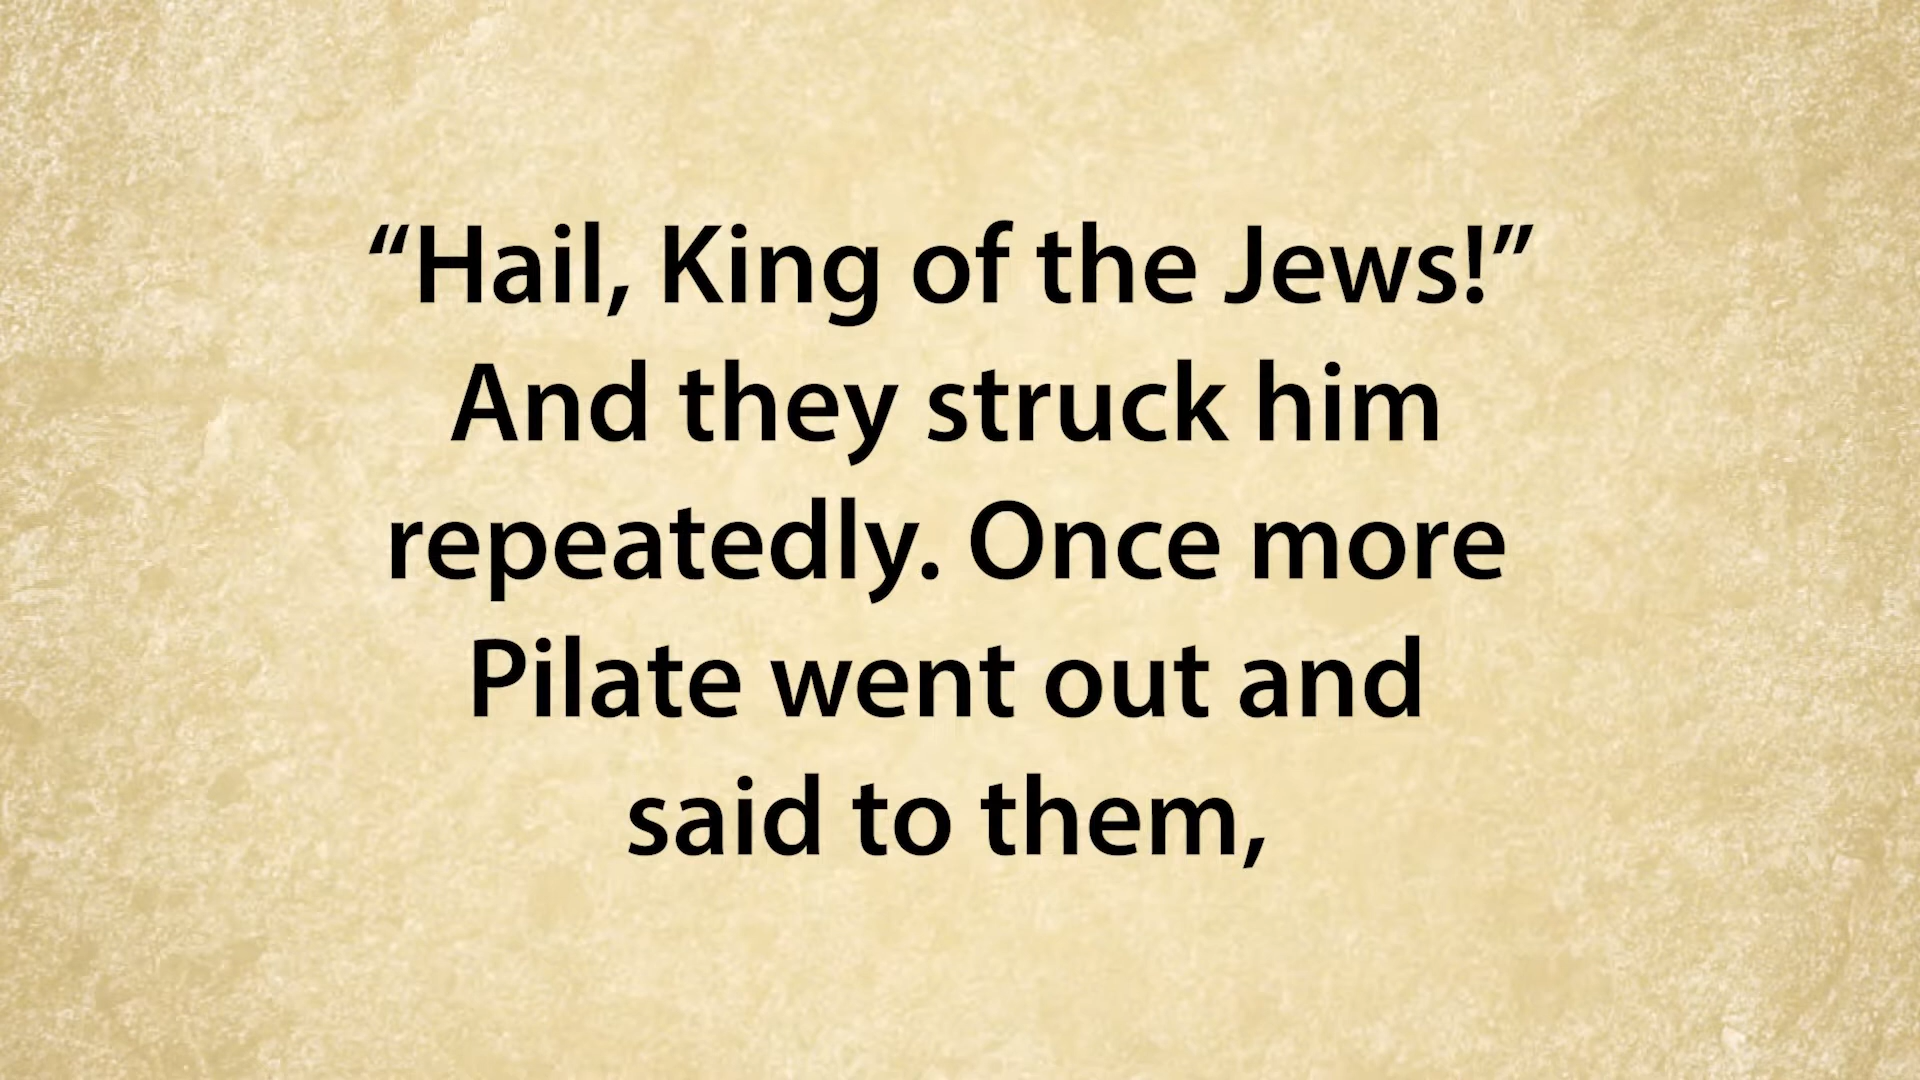 “Hail, King of the Jews!”
And they struck him
repeatedly. Once more
Pilate went out and
said to them,